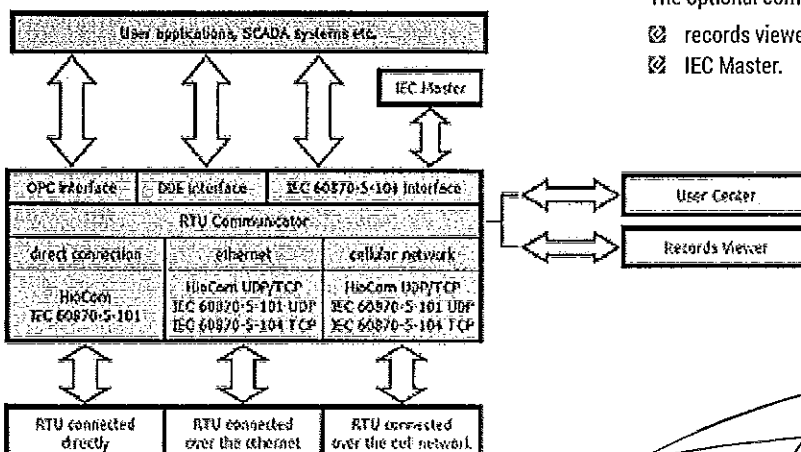 The optional com
records viewe
IEC Master.
User applications, SCADA systems etc.
IEC Master
OPC interface DDE interface IEC 60870-5-104 interface
RTU Communicator
direct connection ethernet cellular network
HioCom
IEC 60870-5-101
HioCom UDP/TCP
IEC 60870-5-101 UDP
IEC 60870-5-104 TCP
HioCom UDP/TCP
IEC 60870-5-101 UDP
IEC 60870-5-104 TCP
User Center
Records Viewer
RTU connected
directly
RTU connected
over the ethernet
RTU connected
over the cell network